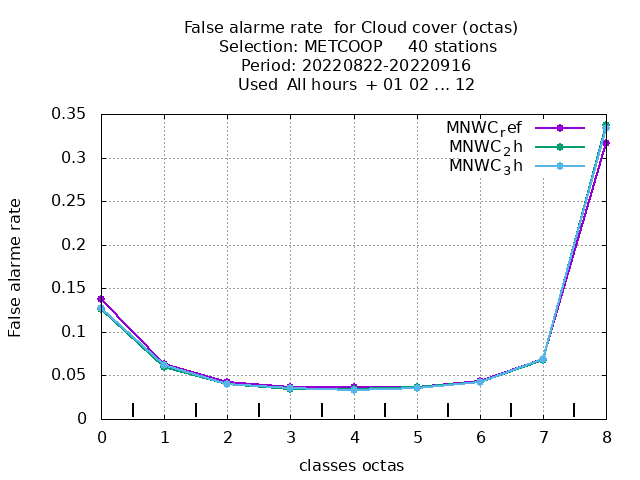 False alarme rate  for Cloud cover (octas)
Selection: METCOOP     40 stations
Period: 20220822-20220916
Used  All hours  + 01 02 ... 12
MNWC_ref
MNWC_2h
MNWC_3h
False alarme rate
0.35
0.3
0.25
0.2
0.15
0.1
0.05
0
0 1 2 3 4 5 6 7 8
classes octas